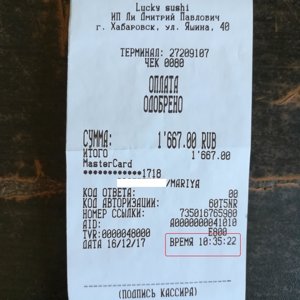 Lucky sushi
ИП Ли Дмитрий Павлович
г. Хабаровск, ул. Яшина, 40
ТЕРМИНАЛ: 27209107
ЧЕК 0080
ОПЛАТА
ОДОБРЕНО
СУММА: 1'667.00 RUB
ИТОГО 1'667.00
MasterCard
************1718
/MARIYA
КОД ОТВЕТА: 00
КОД АВТОРИЗАЦИИ: 60TSNR
НОМЕР ССЫЛКИ: 735016765980
AID: A0000000041010
TVR:0000048000 E800
ДАТА 16/12/17 ВРЕМЯ 10:35:22
(ПОДПИСЬ КАССИРА)